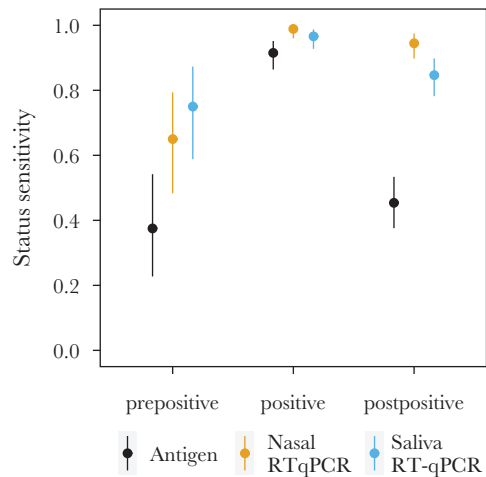 Status sensitivity
1.0
0.8
0.6
0.4
0.2
0.0
prepositive positive postpositive
Antigen
Nasal
RTqPCR
Saliva
RT-qPCR